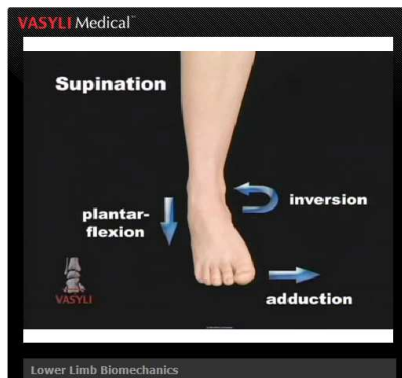 VASYLI Medical™
Supination
inversion
plantar-
flexion
VASYLI
adduction
Lower Limb Biomechanics